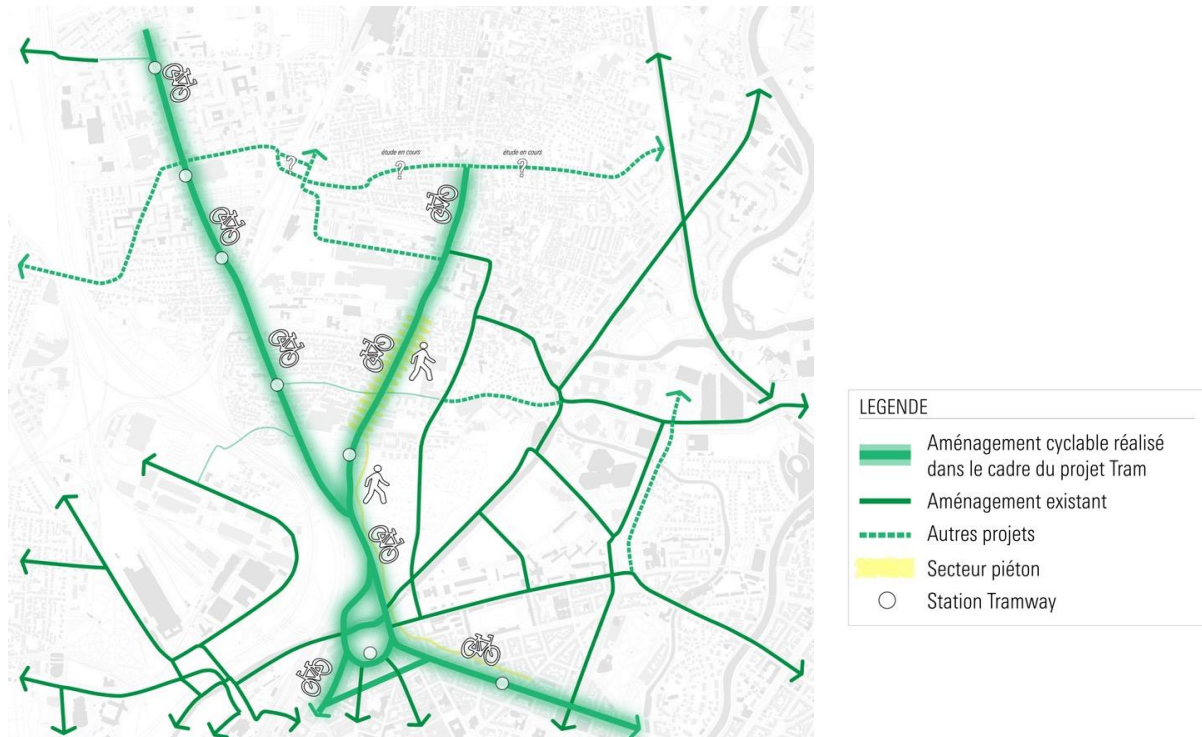 étude en cours
étude en cours
?
?
?
LEGENDE
Aménagement cyclable réalisé
dans le cadre du projet Tram
Aménagement existant
Autres projets
Secteur piéton
Station Tramway